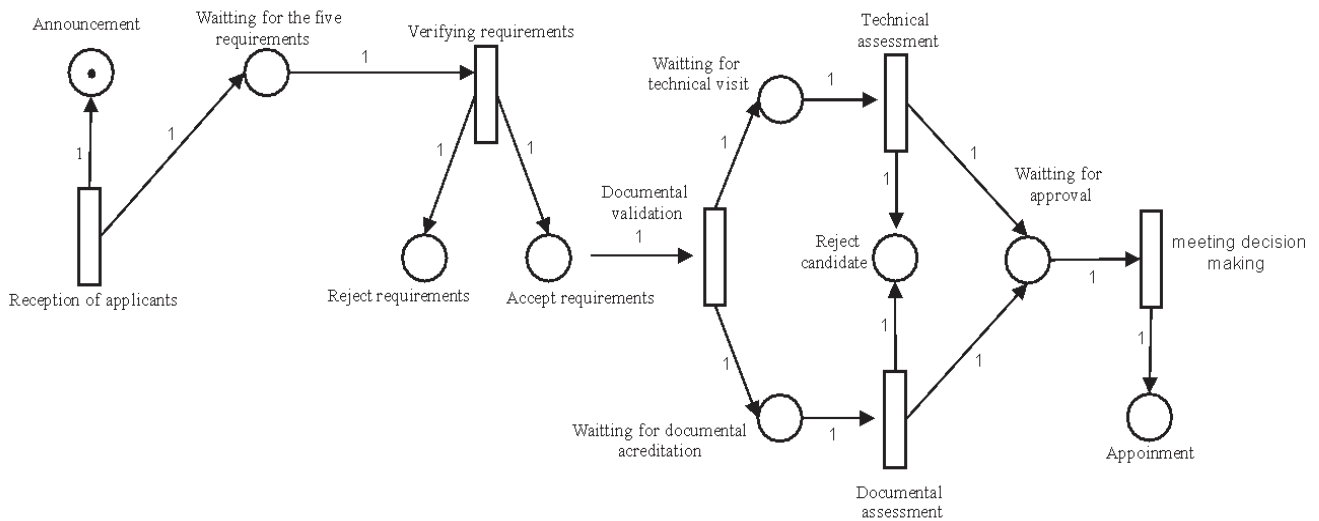 Announcement
Waitting for the five
requirements
Verifying requirements
Technical
assessment
Waitting for
technical visit
1
1
1
1
1
1
1
1
1
1
Documental
validation
1
Waitting for
approval
Reception of applicants
Reject requirements
Accept requirements
Reject
candidate
meeting decision
making
1
1
1
1
1
1
Waitting for documental
acreditation
1
Documental
assessment
Appoinment